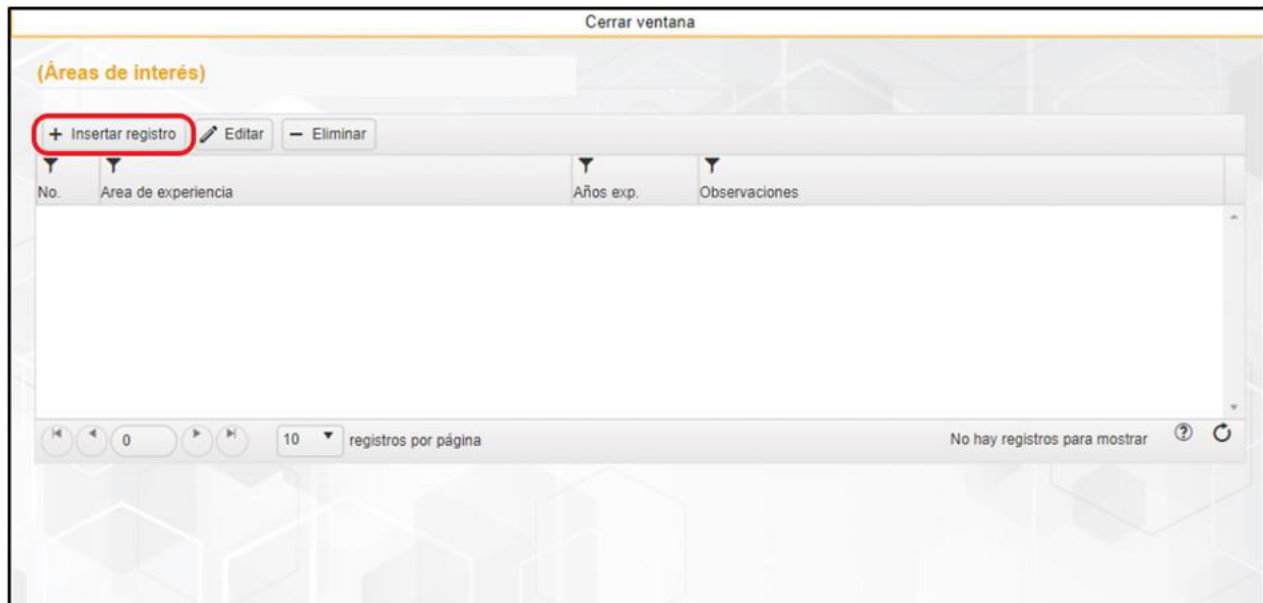 Cerrar ventana
(Áreas de interés)
+ Insertar registro Editar − Eliminar
No. Area de experiencia Años exp. Observaciones
0 10 registros por página No hay registros para mostrar ?